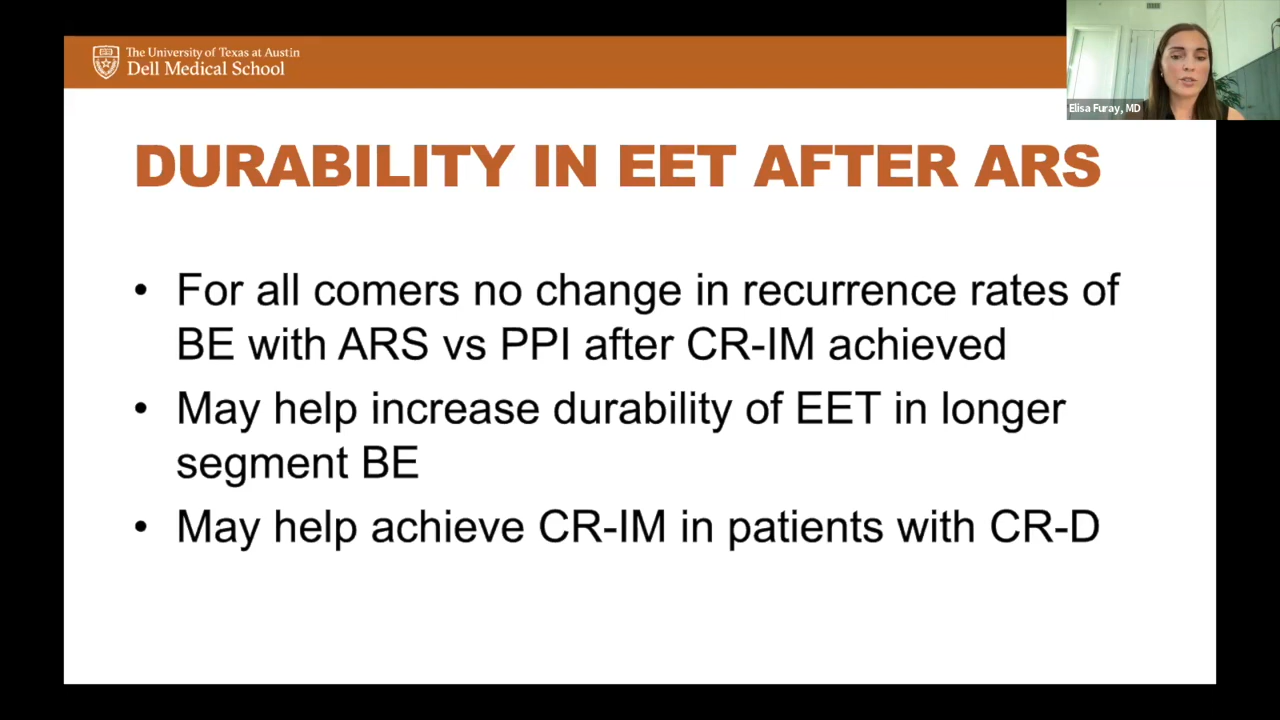 The University of Texas at Austin
Dell Medical School
Elisa Furay, MD
DURABILITY IN EET AFTER ARS
• For all comers no change in recurrence rates of
BE with ARS vs PPI after CR-IM achieved
• May help increase durability of EET in longer
segment BE
• May help achieve CR-IM in patients with CR-D